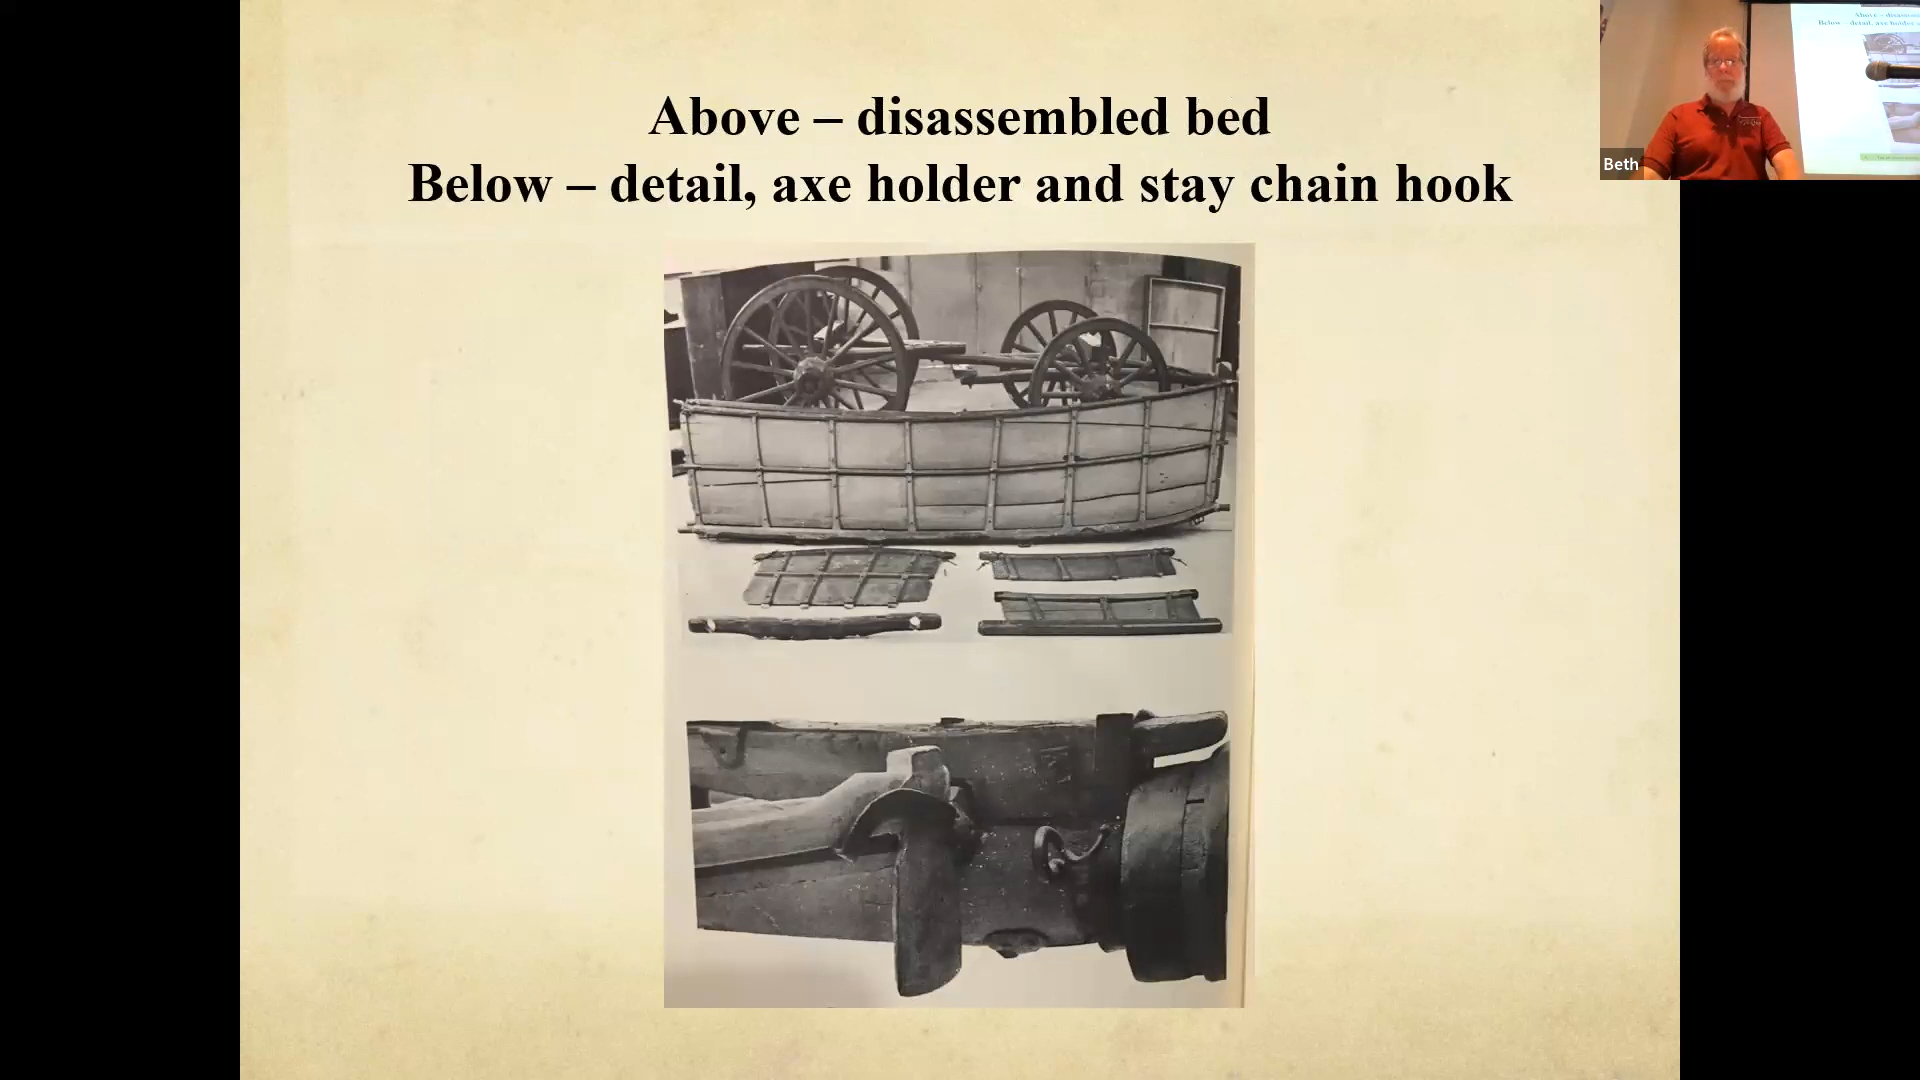 Above – disassembled bed
Below – detail, axe holder and stay chain hook
Beth